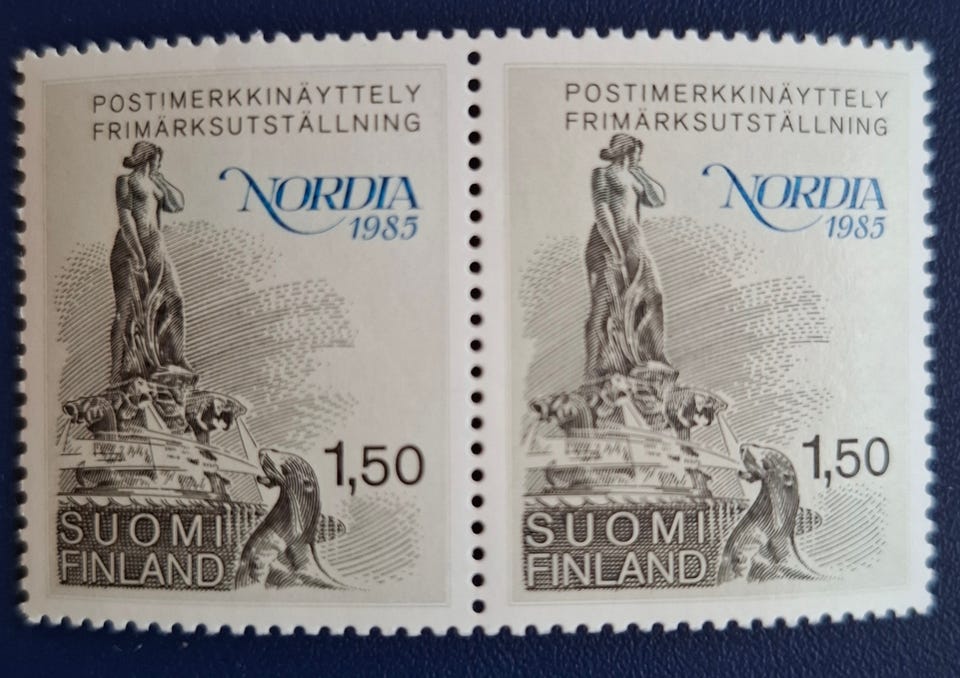 POSTIMERKKINÄYTTELY
FRIMÄRKSUTSTÄLLNING
NORDIA
1985
1,50
SUOMI
FINLAND
POSTIMERKKINÄYTTELY
FRIMÄRKSUTSTÄLLNING
NORDIA
1985
1,50
SUOMI
FINLAND